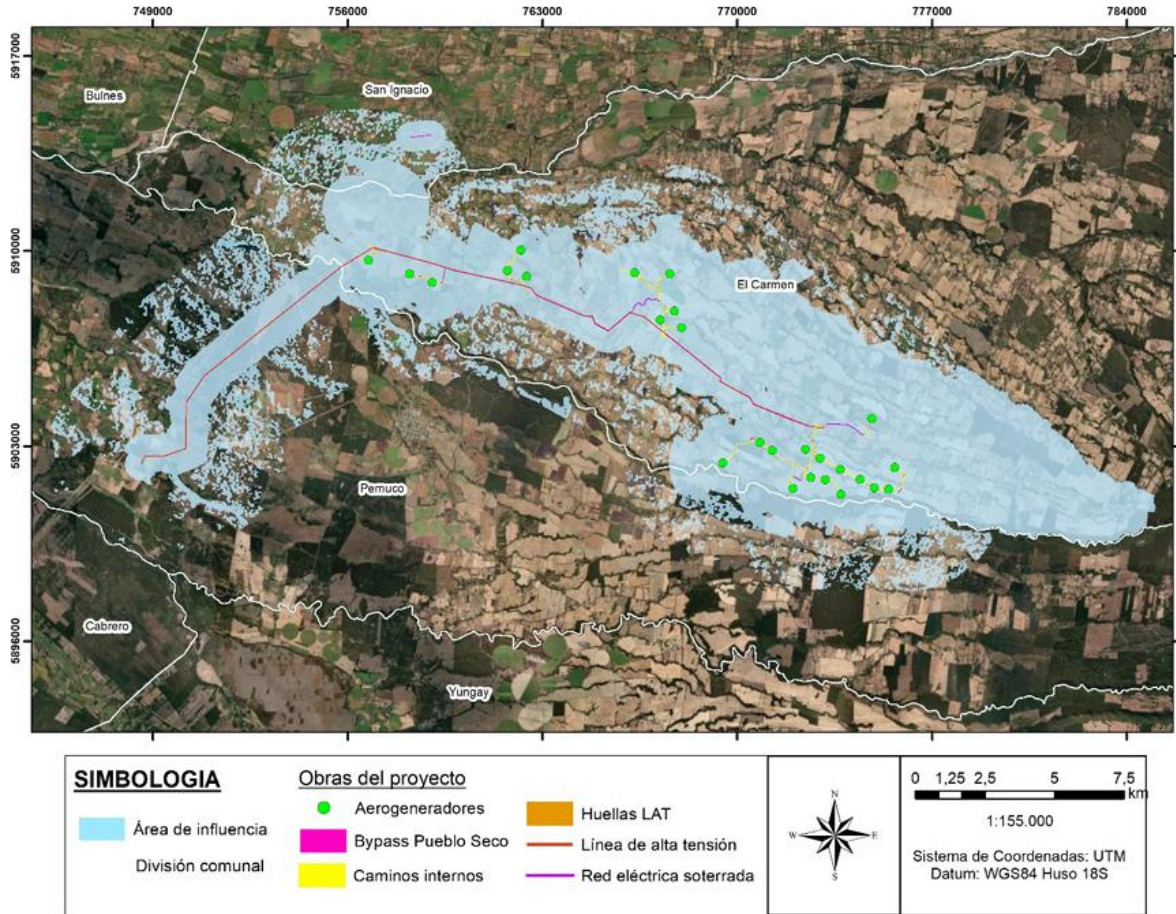 749000 756000 763000 770000 777000 784000
5917000
5910000
5903000
5896000
Bulnes
San Ignacio
El Carmen
Pemuco
Cabrero
Yungay
SIMBOLOGIA
Área de influencia
División comunal
Obras del proyecto
Aerogeneradores
Bypass Pueblo Seco
Caminos internos
Huellas LAT
Línea de alta tensión
Red eléctrica soterrada
N
W E
S
0 1,25 2,5 5 7,5
km
1:155.000
Sistema de Coordenadas: UTM
Datum: WGS84 Huso 18S